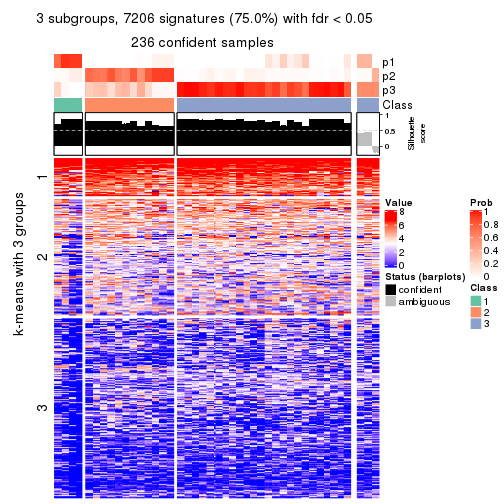 3 subgroups, 7206 signatures (75.0%) with fdr < 0.05
236 confident samples
p1
p2
p3
Class
1
0.5
0
Silhouette
score
k-means with 3 groups
1
2
3
Value
8
6
4
2
0
Status (barplots)
confident
ambiguous
Prob
1
0.8
0.6
0.4
0.2
0
Class
1
2
3